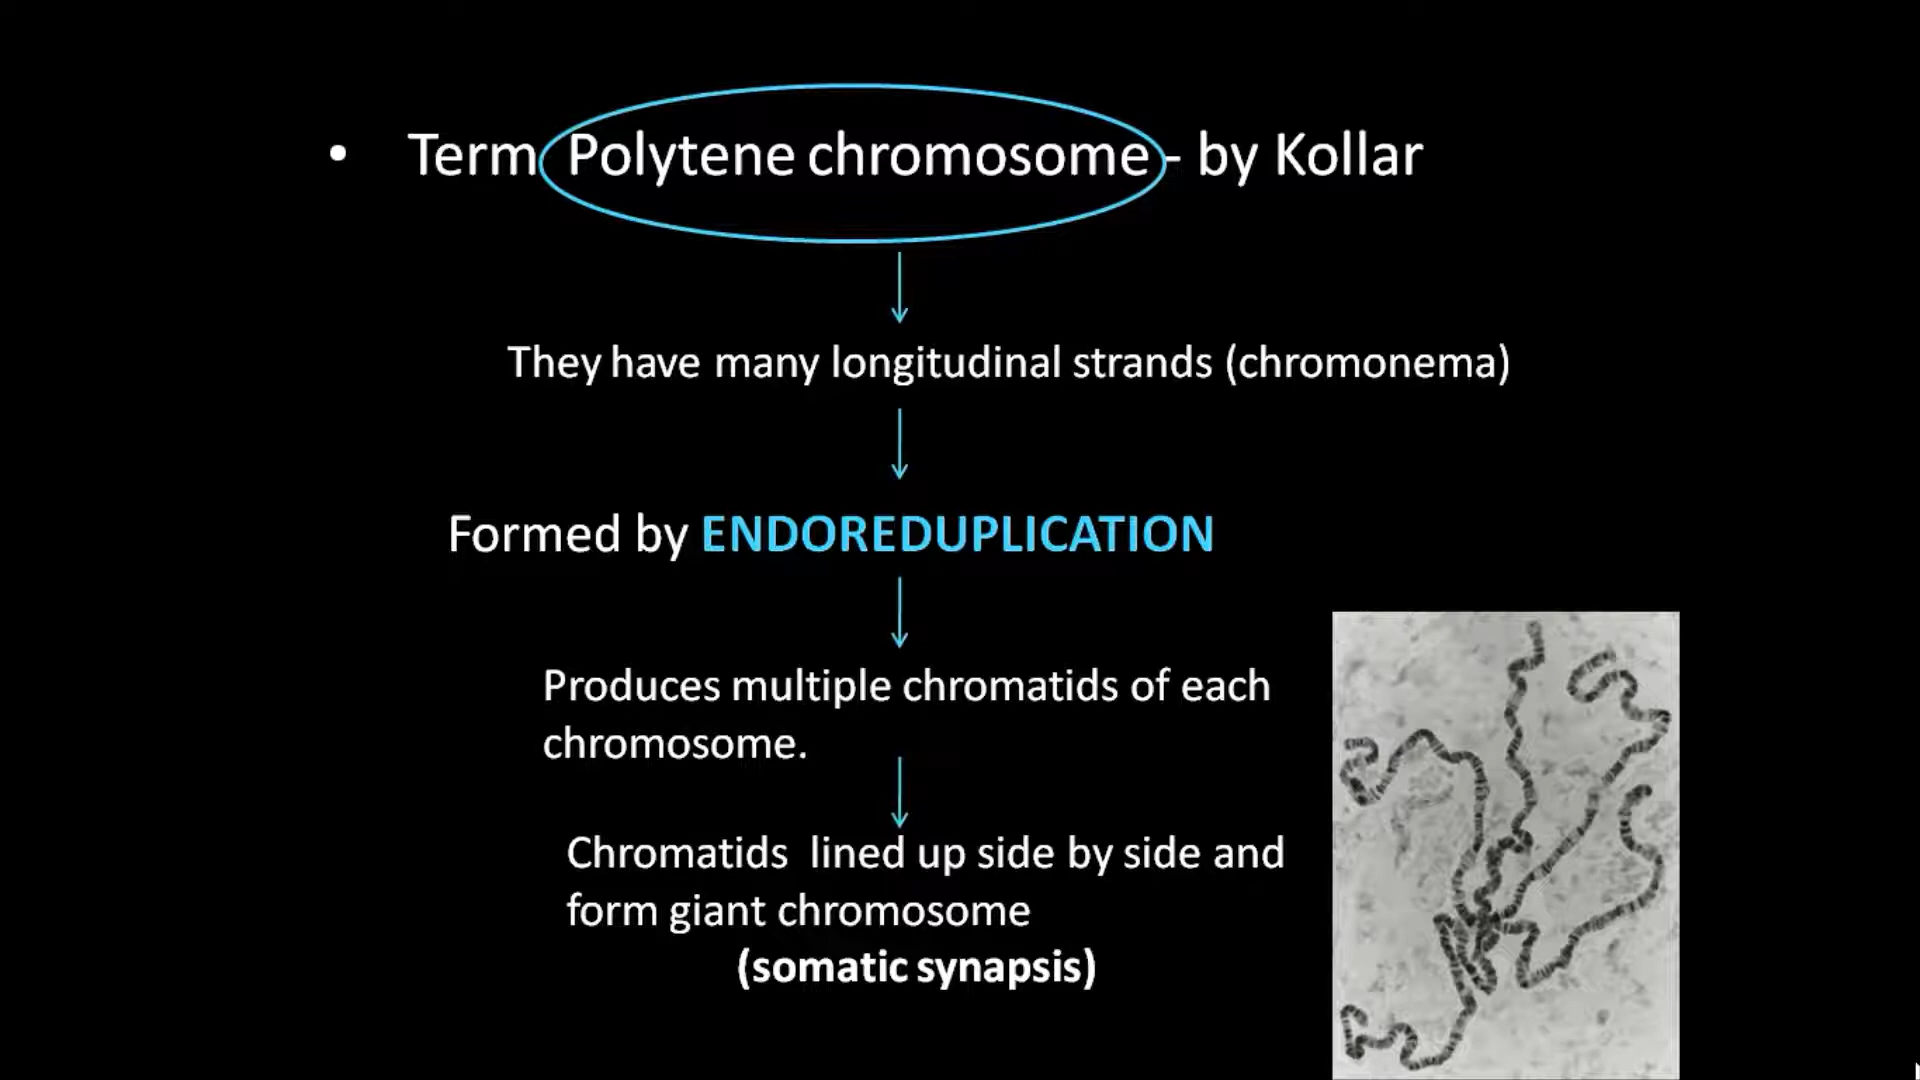 • Term Polytene chromosome - by Kollar
They have many longitudinal strands (chromonema)
Formed by ENDOREDUPLICATION
Produces multiple chromatids of each
chromosome.
Chromatids lined up side by side and
form giant chromosome
(somatic synapsis)